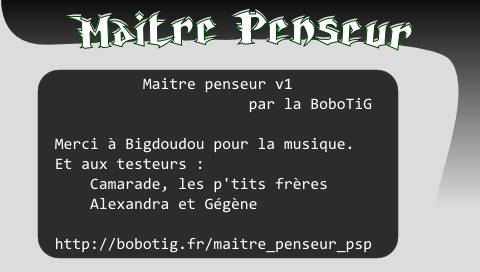 Maitre Penseur
Maitre penseur v1
par la BoboTiG
Merci à Bigdoudou pour la musique.
Et aux testeurs :
Camarade, les p'tits frères
Alexandra et Gégène
http://bobotig.fr/maitre_penseur_psp